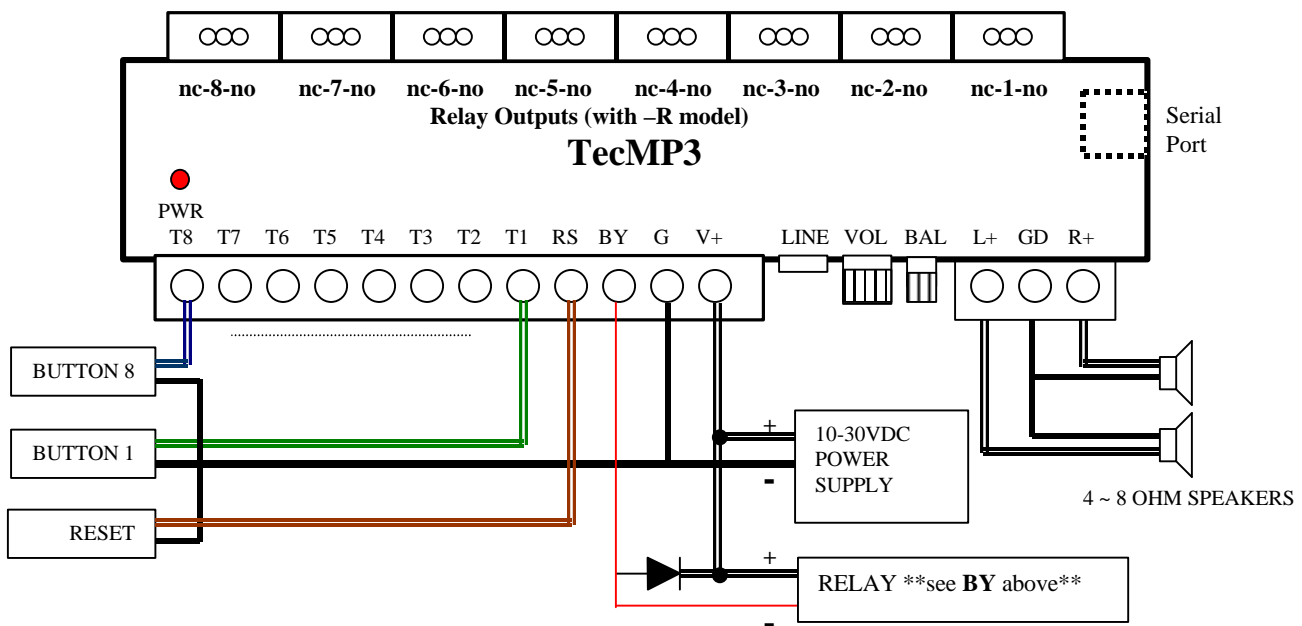 nc-8-no nc-7-no nc-6-no nc-5-no nc-4-no nc-3-no nc-2-no nc-1-no
Relay Outputs (with –R model)
TecMP3
Serial
Port
PWR
T8 T7 T6 T5 T4 T3 T2 T1 RS BY G V+ LINE VOL BAL L+ GD R+
BUTTON 8
BUTTON 1
RESET
+
10-30VDC
POWER
SUPPLY
-
4 ~ 8 OHM SPEAKERS
+
RELAY **see BY above**
-